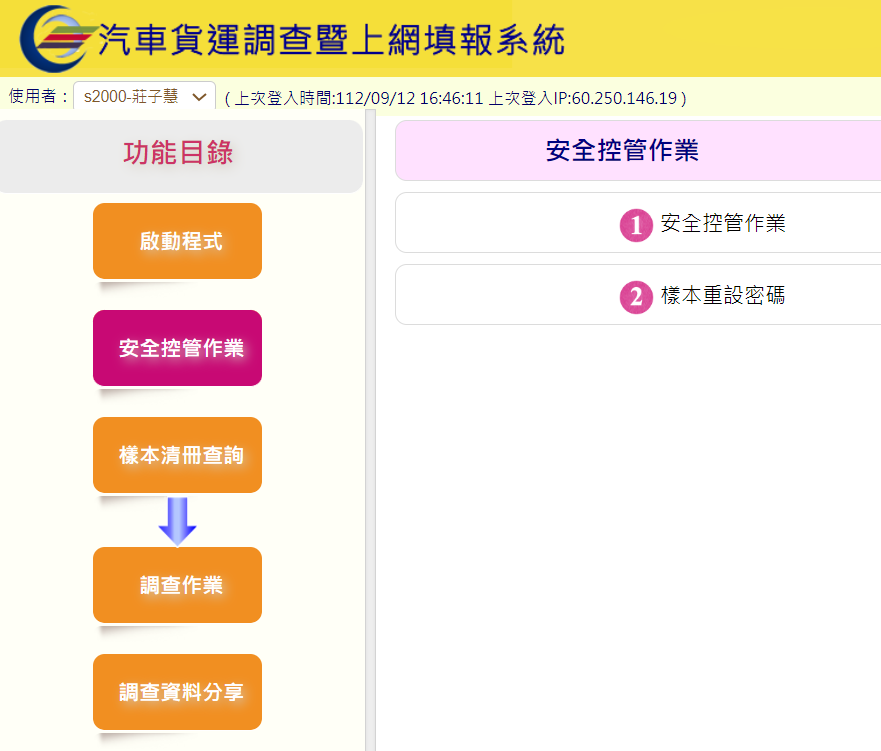 汽車貨運調查暨上網填報系統
使用者： s2000-莊子慧 ( 上次登入時間:112/09/12 16:46:11 上次登入IP:60.250.146.19 )
功能目錄
啟動程式
安全控管作業
樣本清冊查詢
調查作業
調查資料分享
安全控管作業
1 安全控管作業
2 樣本重設密碼